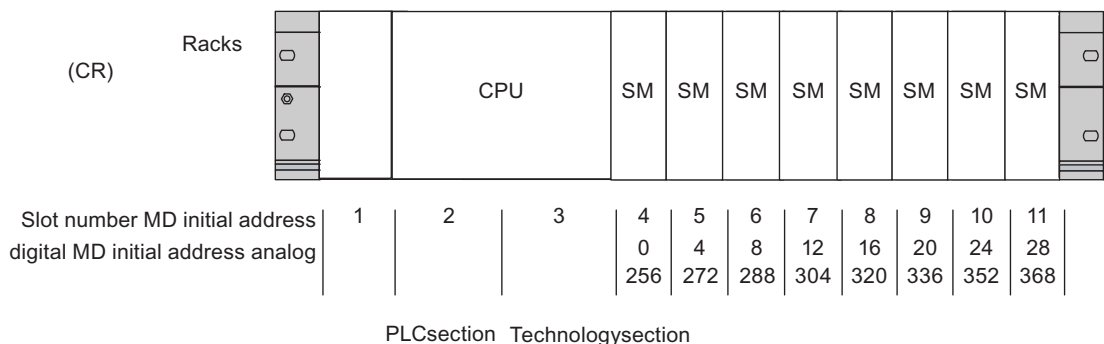 Racks
(CR)
CPU SM SM SM SM SM SM SM SM
Slot number MD initial address 1 2 3 4 5 6 7 8 9 10 11
digital MD initial address analog 0 4 8 12 16 20 24 28
256 272 288 304 320 336 352 368
PLCsection Technologysection